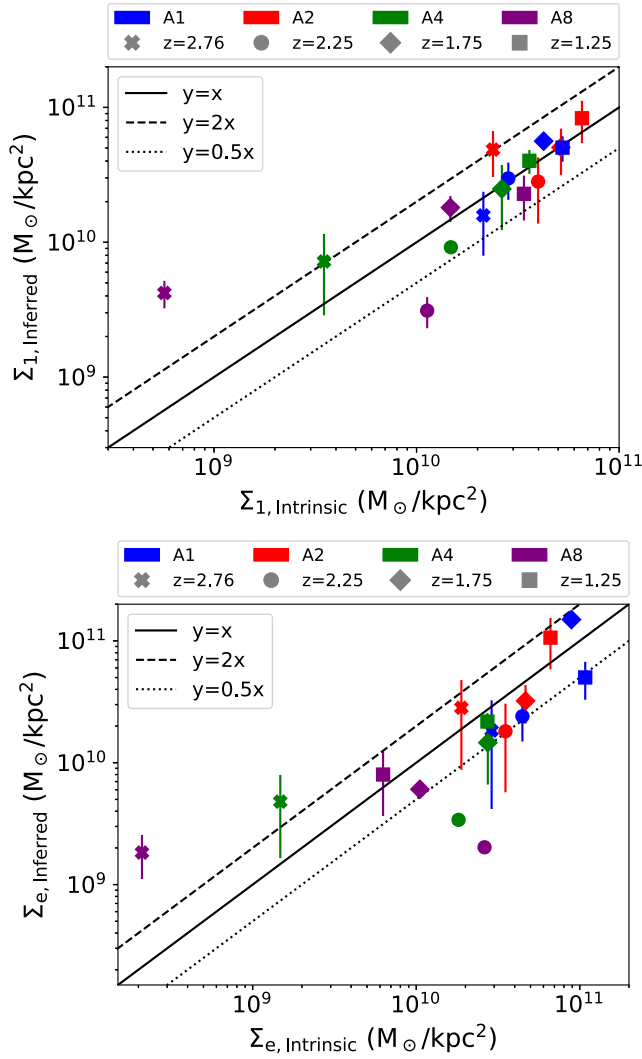 A1 A2 A4 A8
z=2.76 z=2.25 z=1.75 z=1.25
y=x
y=2x
y=0.5x
10¹¹
10¹⁰
10⁹
Σ₁,Inferred (M⊙/kpc²)
10⁹ 10¹⁰ 10¹¹
Σ₁,Intrinsic (M⊙/kpc²)
A1 A2 A4 A8
z=2.76 z=2.25 z=1.75 z=1.25
y=x
y=2x
y=0.5x
10¹¹
10¹⁰
10⁹
Σe,Inferred (M⊙/kpc²)
10⁹ 10¹⁰ 10¹¹
Σe,Intrinsic (M⊙/kpc²)